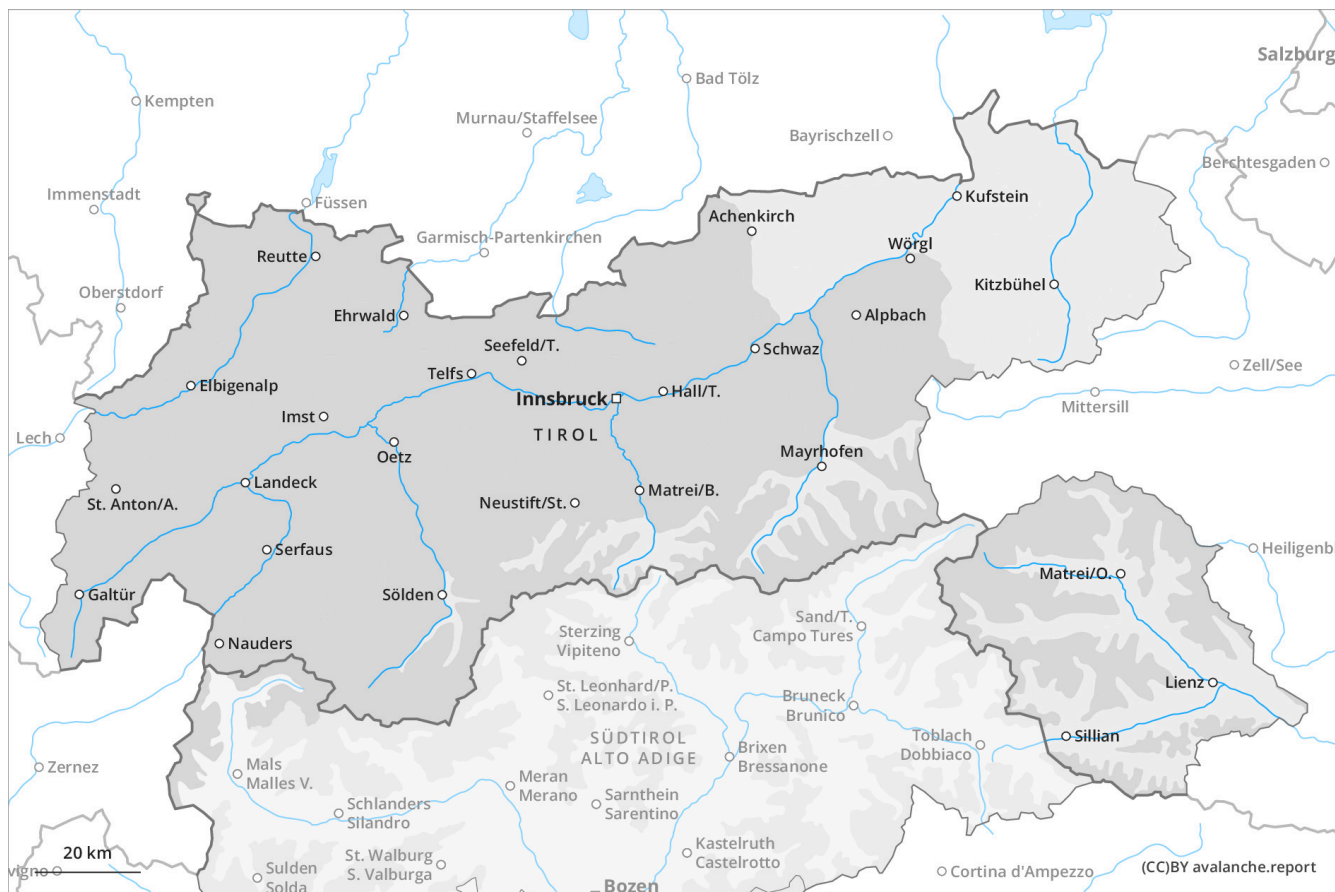 Salzburg
Bad Tölz
Kempten
Murnau/Staffelsee
Bayrischzell
Berchtesgaden
Immenstadt
Füssen
Kufstein
Achenkirch
Garmisch-Partenkirchen
Wörgl
Reutte
Kitzbühel
Oberstdorf
Ehrwald
Alpbach
Seefeld/T.
Schwaz
Zell/See
Telfs
Elbigenalp
Innsbruck
Hall/T.
Mittersill
Imst
Lech
TIROL
Oetz
Mayrhofen
Landeck
Matrei/B.
St. Anton/A.
Neustift/St.
Serfaus
Heiligenb
Matrei/O.
Galtür
Sölden
Sand/T.
Campo Tures
Sterzing
Vipiteno
Nauders
Lienz
St. Leonhard/P.
S. Leonardo i. P.
Bruneck
Brunico
SÜDTIROL
ALTO ADIGE
Toblach
Dobbiaco
Sillian
Brixen
Bressanone
Zernez
Mals
Malles V.
Meran
Merano
Schlanders
Silandro
Sarnthein
Sarentino
Kastelruth
Castelrotto
20 km
St. Walburg
S. Valburga
vigno
Sulden
Solda
Cortina d'Ampezzo
(CC)BY avalanche.report
Bozen